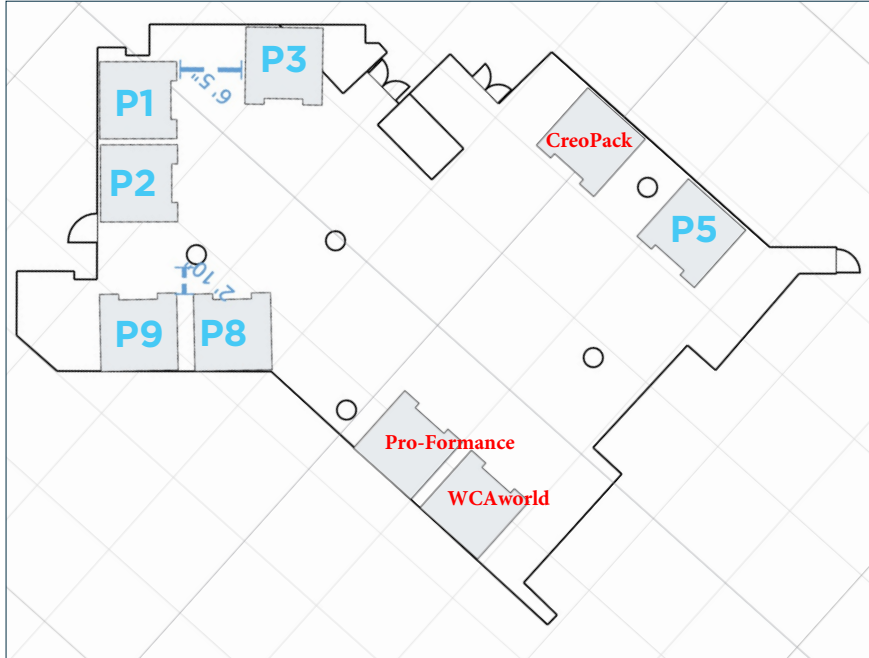 P3
6' 5"
P1
CreoPack
P2
P5
2' 10"
P9
P8
Pro-Formance
WCAworld